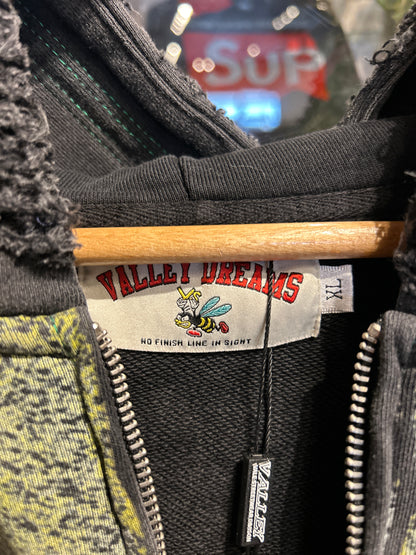 Sup
VALLEY DREAMS
XL
NO FINISH LINE IN SIGHT
VALLEY